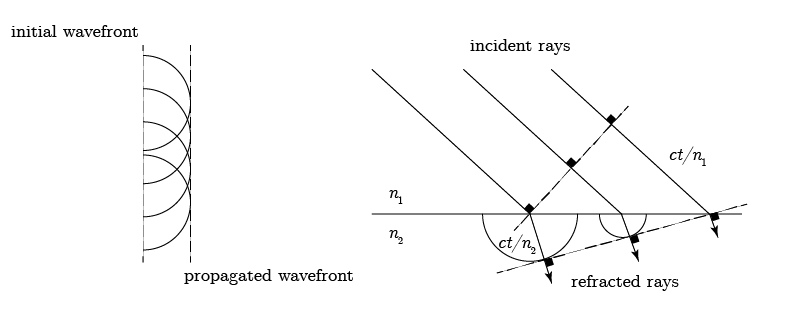 initial wavefront
incident rays
ct/n₁
n₁
n₂
ct/n₂
propagated wavefront
refracted rays